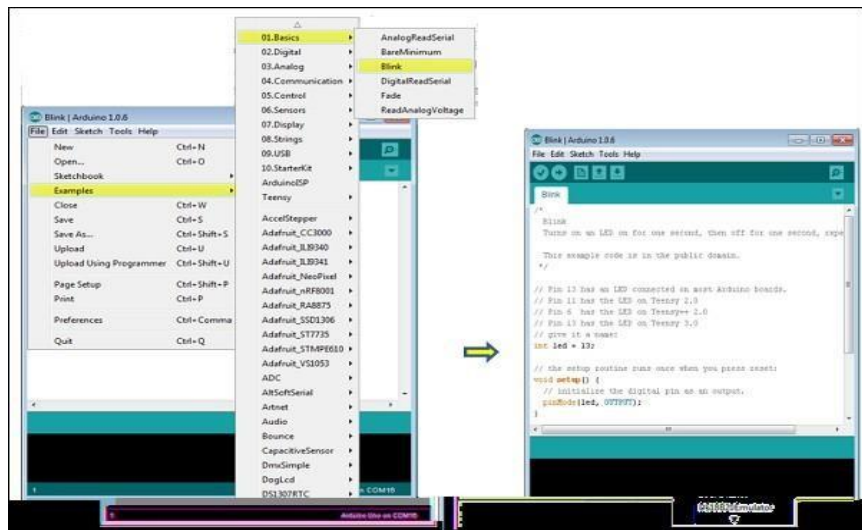 01.Basics
02.Digital
03.Analog
04.Communication
05.Control
06.Sensors
07.Display
08.Strings
09.USB
10.StarterKit
ArduinoISP
Teensy
AccelStepper
Adafruit_CC3000
Adafruit_ILI9340
Adafruit_ILI9341
Adafruit_NeoPixel
Adafruit_nRF8001
Adafruit_RA8875
Adafruit_SSD1306
Adafruit_ST7735
Adafruit_STMPE610
Adafruit_VS1053
ADC
AltSoftSerial
Artnet
Audio
Bounce
CapacitiveSensor
DmxSimple
DogLcd
DS1307RTC
AnalogReadSerial
BareMinimum
Blink
DigitalReadSerial
Fade
ReadAnalogVoltage
Blink | Arduino 1.0.6
File Edit Sketch Tools Help
New Ctrl+N
Open... Ctrl+O
Sketchbook
Examples
Close Ctrl+W
Save Ctrl+S
Save As... Ctrl+Shift+S
Upload Ctrl+U
Upload Using Programmer Ctrl+Shift+U
Page Setup Ctrl+Shift+P
Print Ctrl+P
Preferences Ctrl+Comma
Quit Ctrl+Q
1
n COM16
Blink | Arduino 1.0.6
File Edit Sketch Tools Help
Blink
/*
Blink
Turns on an LED on for one second, then off for one second, repe
This example code is in the public domain.
*/
// Pin 13 has an LED connected on most Arduino boards.
// Pin 11 has the LED on Teensy 2.0
// Pin 6 has the LED on Teensy++ 2.0
// Pin 13 has the LED on Teensy 3.0
// give it a name:
int led = 13;
// the setup routine runs once when you press reset:
void setup() {
// initialize the digital pin as an output.
pinMode(led, OUTPUT);
}
Arduino Uno on COM16